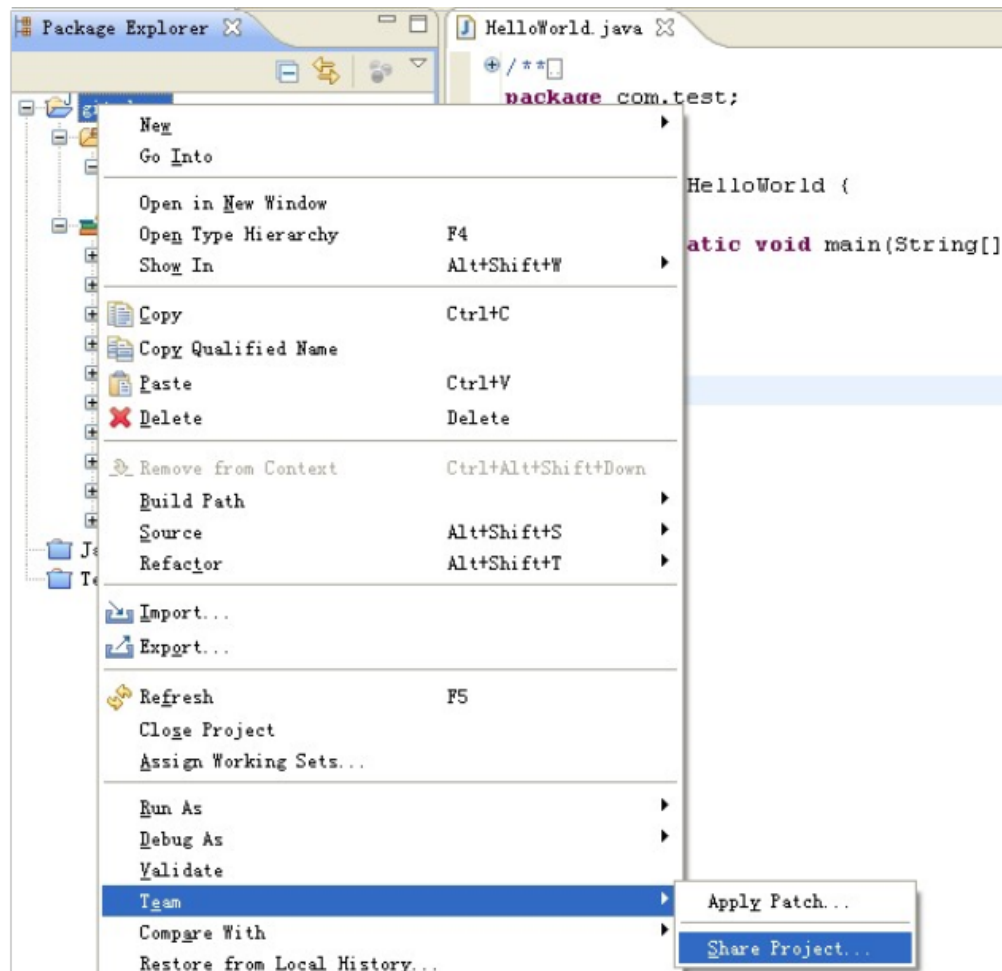 Package Explorer
HelloWorld.java
/**
package com.test;
New
Go Into
HelloWorld {
Open in New Window
Open Type Hierarchy F4
atic void main(String[]
Show In Alt+Shift+W
Copy Ctrl+C
Copy Qualified Name
Paste Ctrl+V
Delete Delete
Remove from Context Ctrl+Alt+Shift+Down
Build Path
Source Alt+Shift+S
Refactor Alt+Shift+T
Import...
Export...
Refresh F5
Close Project
Assign Working Sets...
Run As
Debug As
Validate
Team
Apply Patch...
Compare With
Share Project...
Restore from Local History...